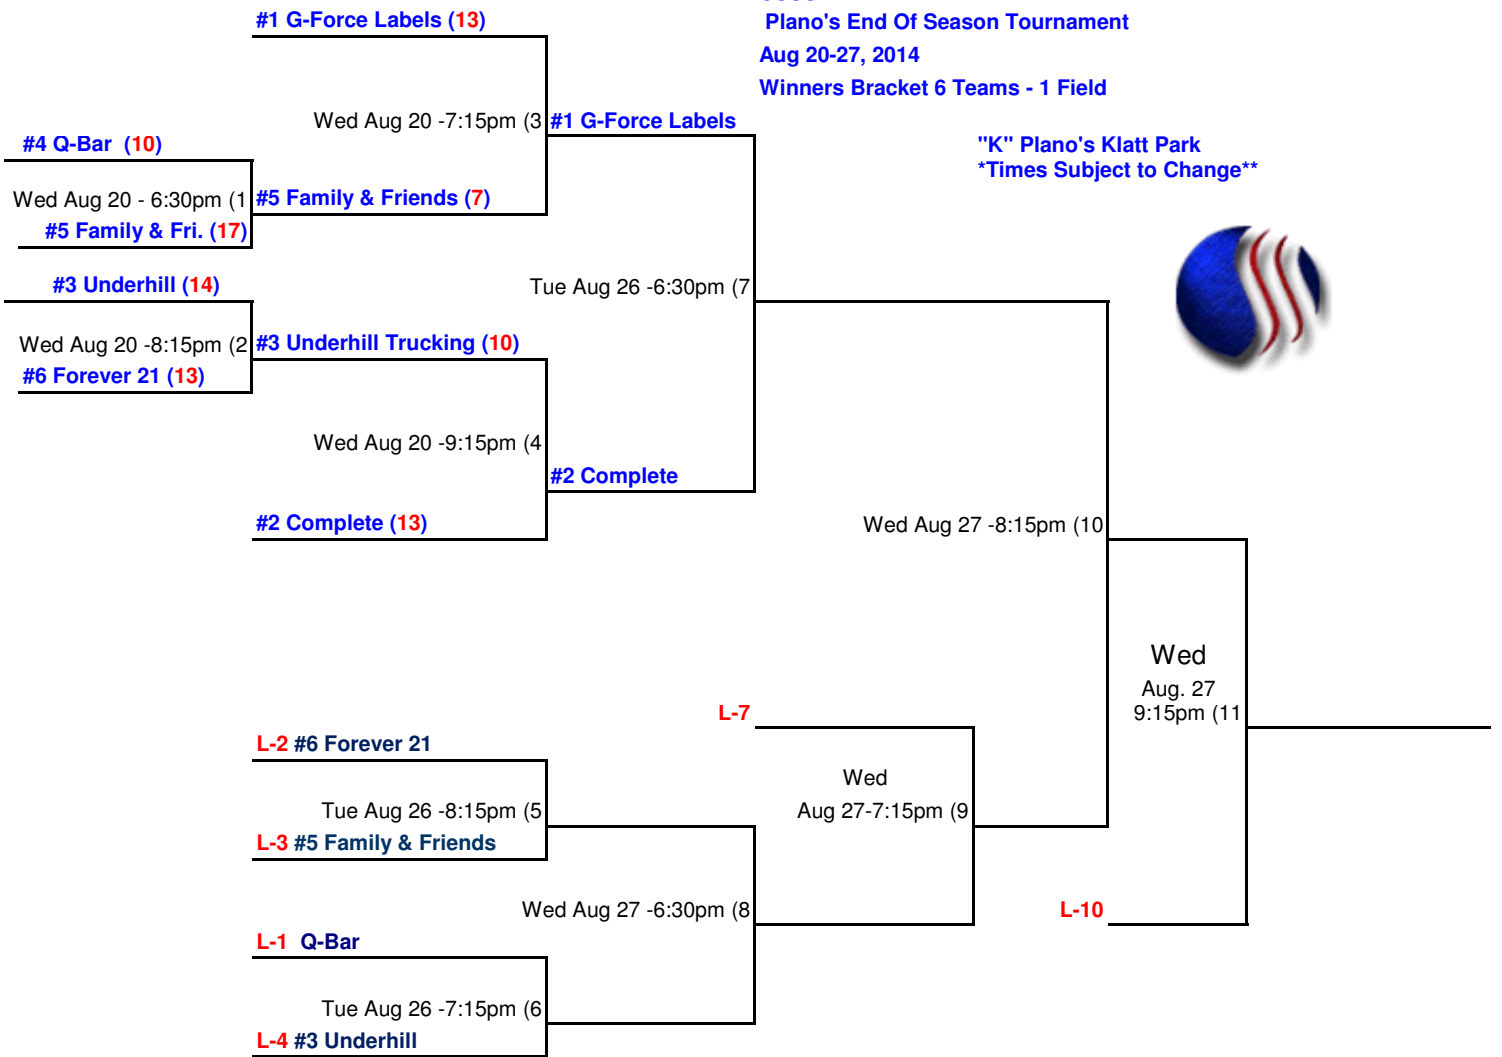 #1 G-Force Labels (13)
Plano's End Of Season Tournament
Aug 20-27, 2014
Winners Bracket 6 Teams - 1 Field
Wed Aug 20 -7:15pm (3
#1 G-Force Labels
#4 Q-Bar (10)
"K" Plano's Klatt Park
*Times Subject to Change**
Wed Aug 20 - 6:30pm (1
#5 Family & Friends (7)
#5 Family & Fri. (17)
#3 Underhill (14)
Tue Aug 26 -6:30pm (7
Wed Aug 20 -8:15pm (2
#3 Underhill Trucking (10)
#6 Forever 21 (13)
Wed Aug 20 -9:15pm (4
#2 Complete
#2 Complete (13)
Wed Aug 27 -8:15pm (10
Wed
Aug. 27
9:15pm (11
L-7
L-2 #6 Forever 21
Wed
Tue Aug 26 -8:15pm (5
Aug 27-7:15pm (9
L-3 #5 Family & Friends
Wed Aug 27 -6:30pm (8
L-10
L-1 Q-Bar
Tue Aug 26 -7:15pm (6
L-4 #3 Underhill